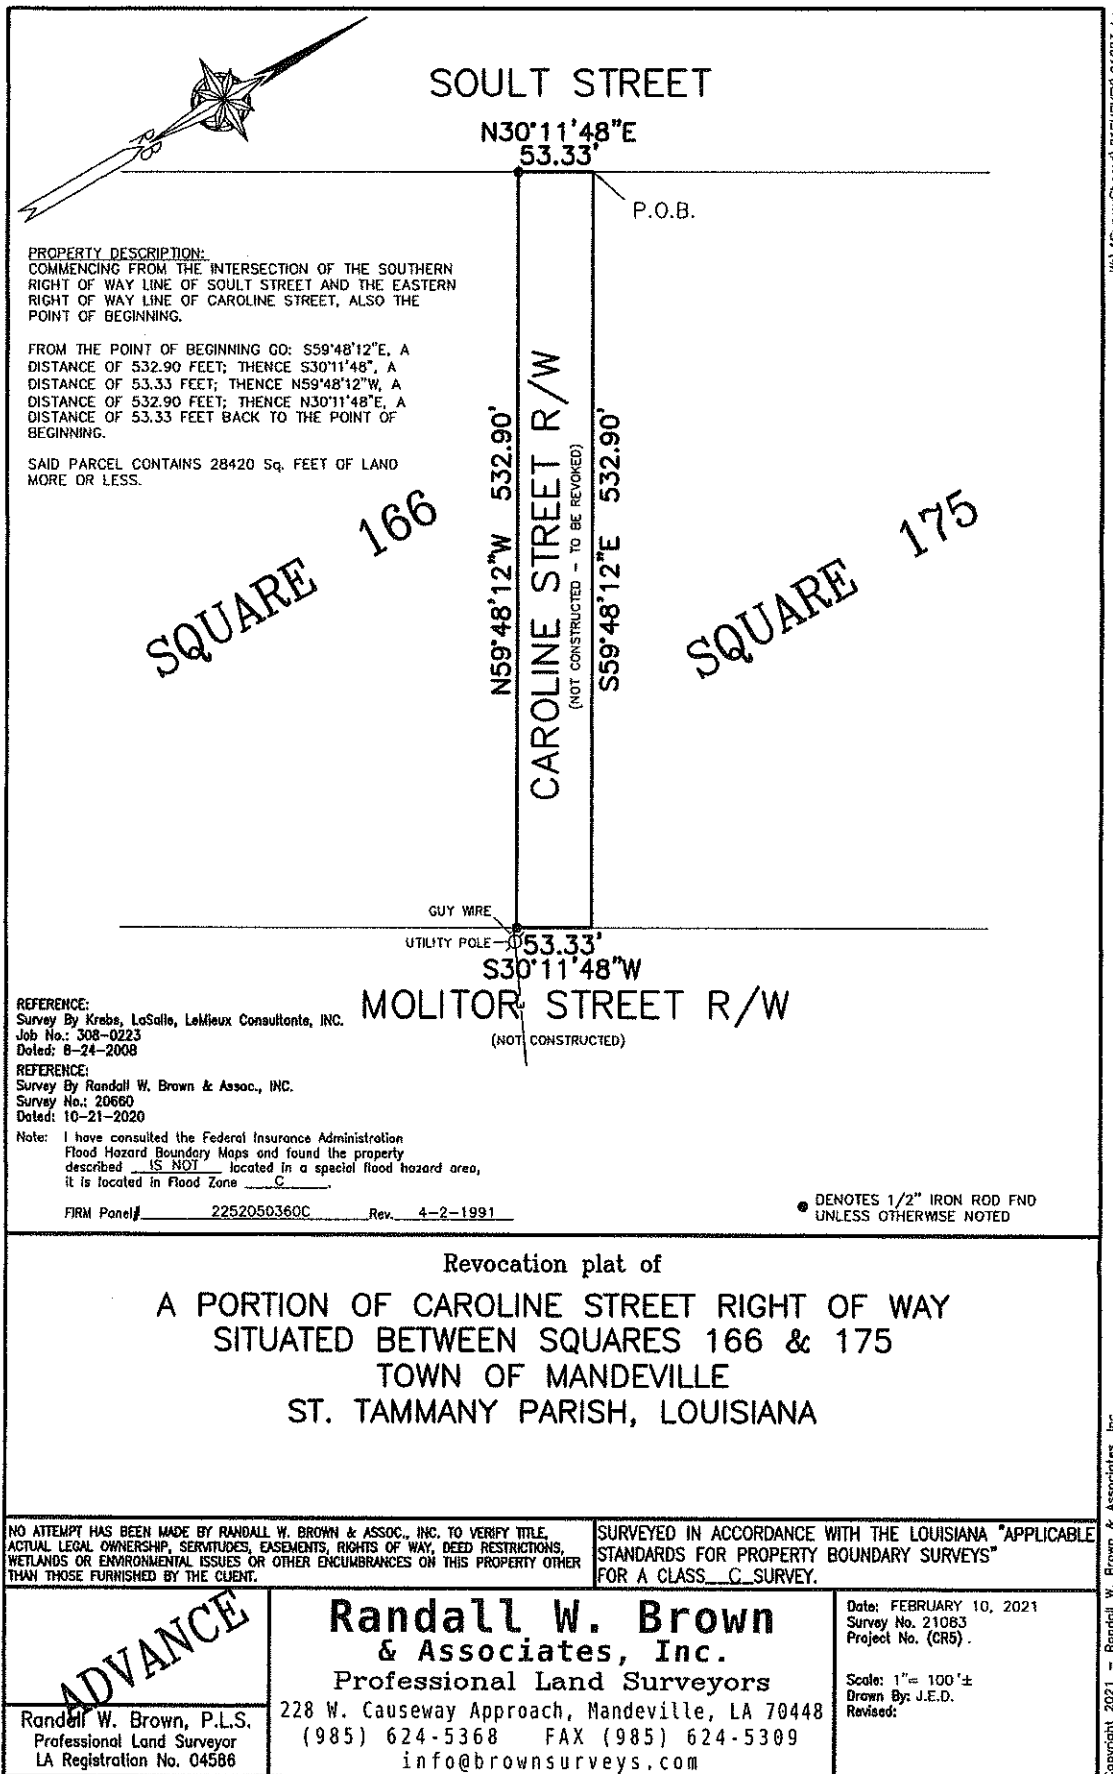 SOULT STREET
N30°11'48"E
53.33'
P.O.B.
PROPERTY DESCRIPTION:
COMMENCING FROM THE INTERSECTION OF THE SOUTHERN
RIGHT OF WAY LINE OF SOULT STREET AND THE EASTERN
RIGHT OF WAY LINE OF CAROLINE STREET, ALSO THE
POINT OF BEGINNING.
FROM THE POINT OF BEGINNING GO: S59°48'12"E, A
DISTANCE OF 532.90 FEET; THENCE S30°11'48", A
DISTANCE OF 53.33 FEET; THENCE N59°48'12"W, A
DISTANCE OF 532.90 FEET; THENCE N30°11'48"E, A
DISTANCE OF 53.33 FEET BACK TO THE POINT OF
BEGINNING.
SAID PARCEL CONTAINS 28420 Sq. FEET OF LAND
MORE OR LESS.
SQUARE 166
N59°48'12"W 532.90'
CAROLINE STREET R/W
(NOT CONSTRUCTED - TO BE REVOKED)
S59°48'12"E 532.90'
SQUARE 175
GUY WIRE
UTILITY POLE
53.33'
S30°11'48"W
MOLITOR STREET R/W
(NOT CONSTRUCTED)
REFERENCE:
Survey By Krebs, LaSalle, LeMieux Consultants, INC.
Job No.: 308-0223
Dated: 8-24-2008
REFERENCE:
Survey By Randall W. Brown & Assoc., INC.
Survey No.: 20660
Dated: 10-21-2020
Note: I have consulted the Federal Insurance Administration
Flood Hazard Boundary Maps and found the property
described IS NOT located in a special flood hazard area,
it is located in Flood Zone C.
FIRM Panel# 2252050360C Rev. 4-2-1991
DENOTES 1/2" IRON ROD FND
UNLESS OTHERWISE NOTED
Revocation plat of
A PORTION OF CAROLINE STREET RIGHT OF WAY
SITUATED BETWEEN SQUARES 166 & 175
TOWN OF MANDEVILLE
ST. TAMMANY PARISH, LOUISIANA
NO ATTEMPT HAS BEEN MADE BY RANDALL W. BROWN & ASSOC., INC. TO VERIFY TITLE,
ACTUAL LEGAL OWNERSHIP, SERVITUDES, EASEMENTS, RIGHTS OF WAY, DEED RESTRICTIONS,
WETLANDS OR ENVIRONMENTAL ISSUES OR OTHER ENCUMBRANCES ON THIS PROPERTY OTHER
THAN THOSE FURNISHED BY THE CLIENT.
SURVEYED IN ACCORDANCE WITH THE LOUISIANA "APPLICABLE
STANDARDS FOR PROPERTY BOUNDARY SURVEYS"
FOR A CLASS C SURVEY.
ADVANCE
Randall W. Brown, P.L.S.
Professional Land Surveyor
LA Registration No. 04586
Randall W. Brown
& Associates, Inc.
Professional Land Surveyors
228 W. Causeway Approach, Mandeville, LA 70448
(985) 624-5368 FAX (985) 624-5309
info@brownsurveys.com
Date: FEBRUARY 10, 2021
Survey No. 21083
Project No. (CR5).
Scale: 1"= 100'±
Drawn By: J.E.D.
Revised:
Copyright 2021 - Randall W. Brown & Associates, Inc.